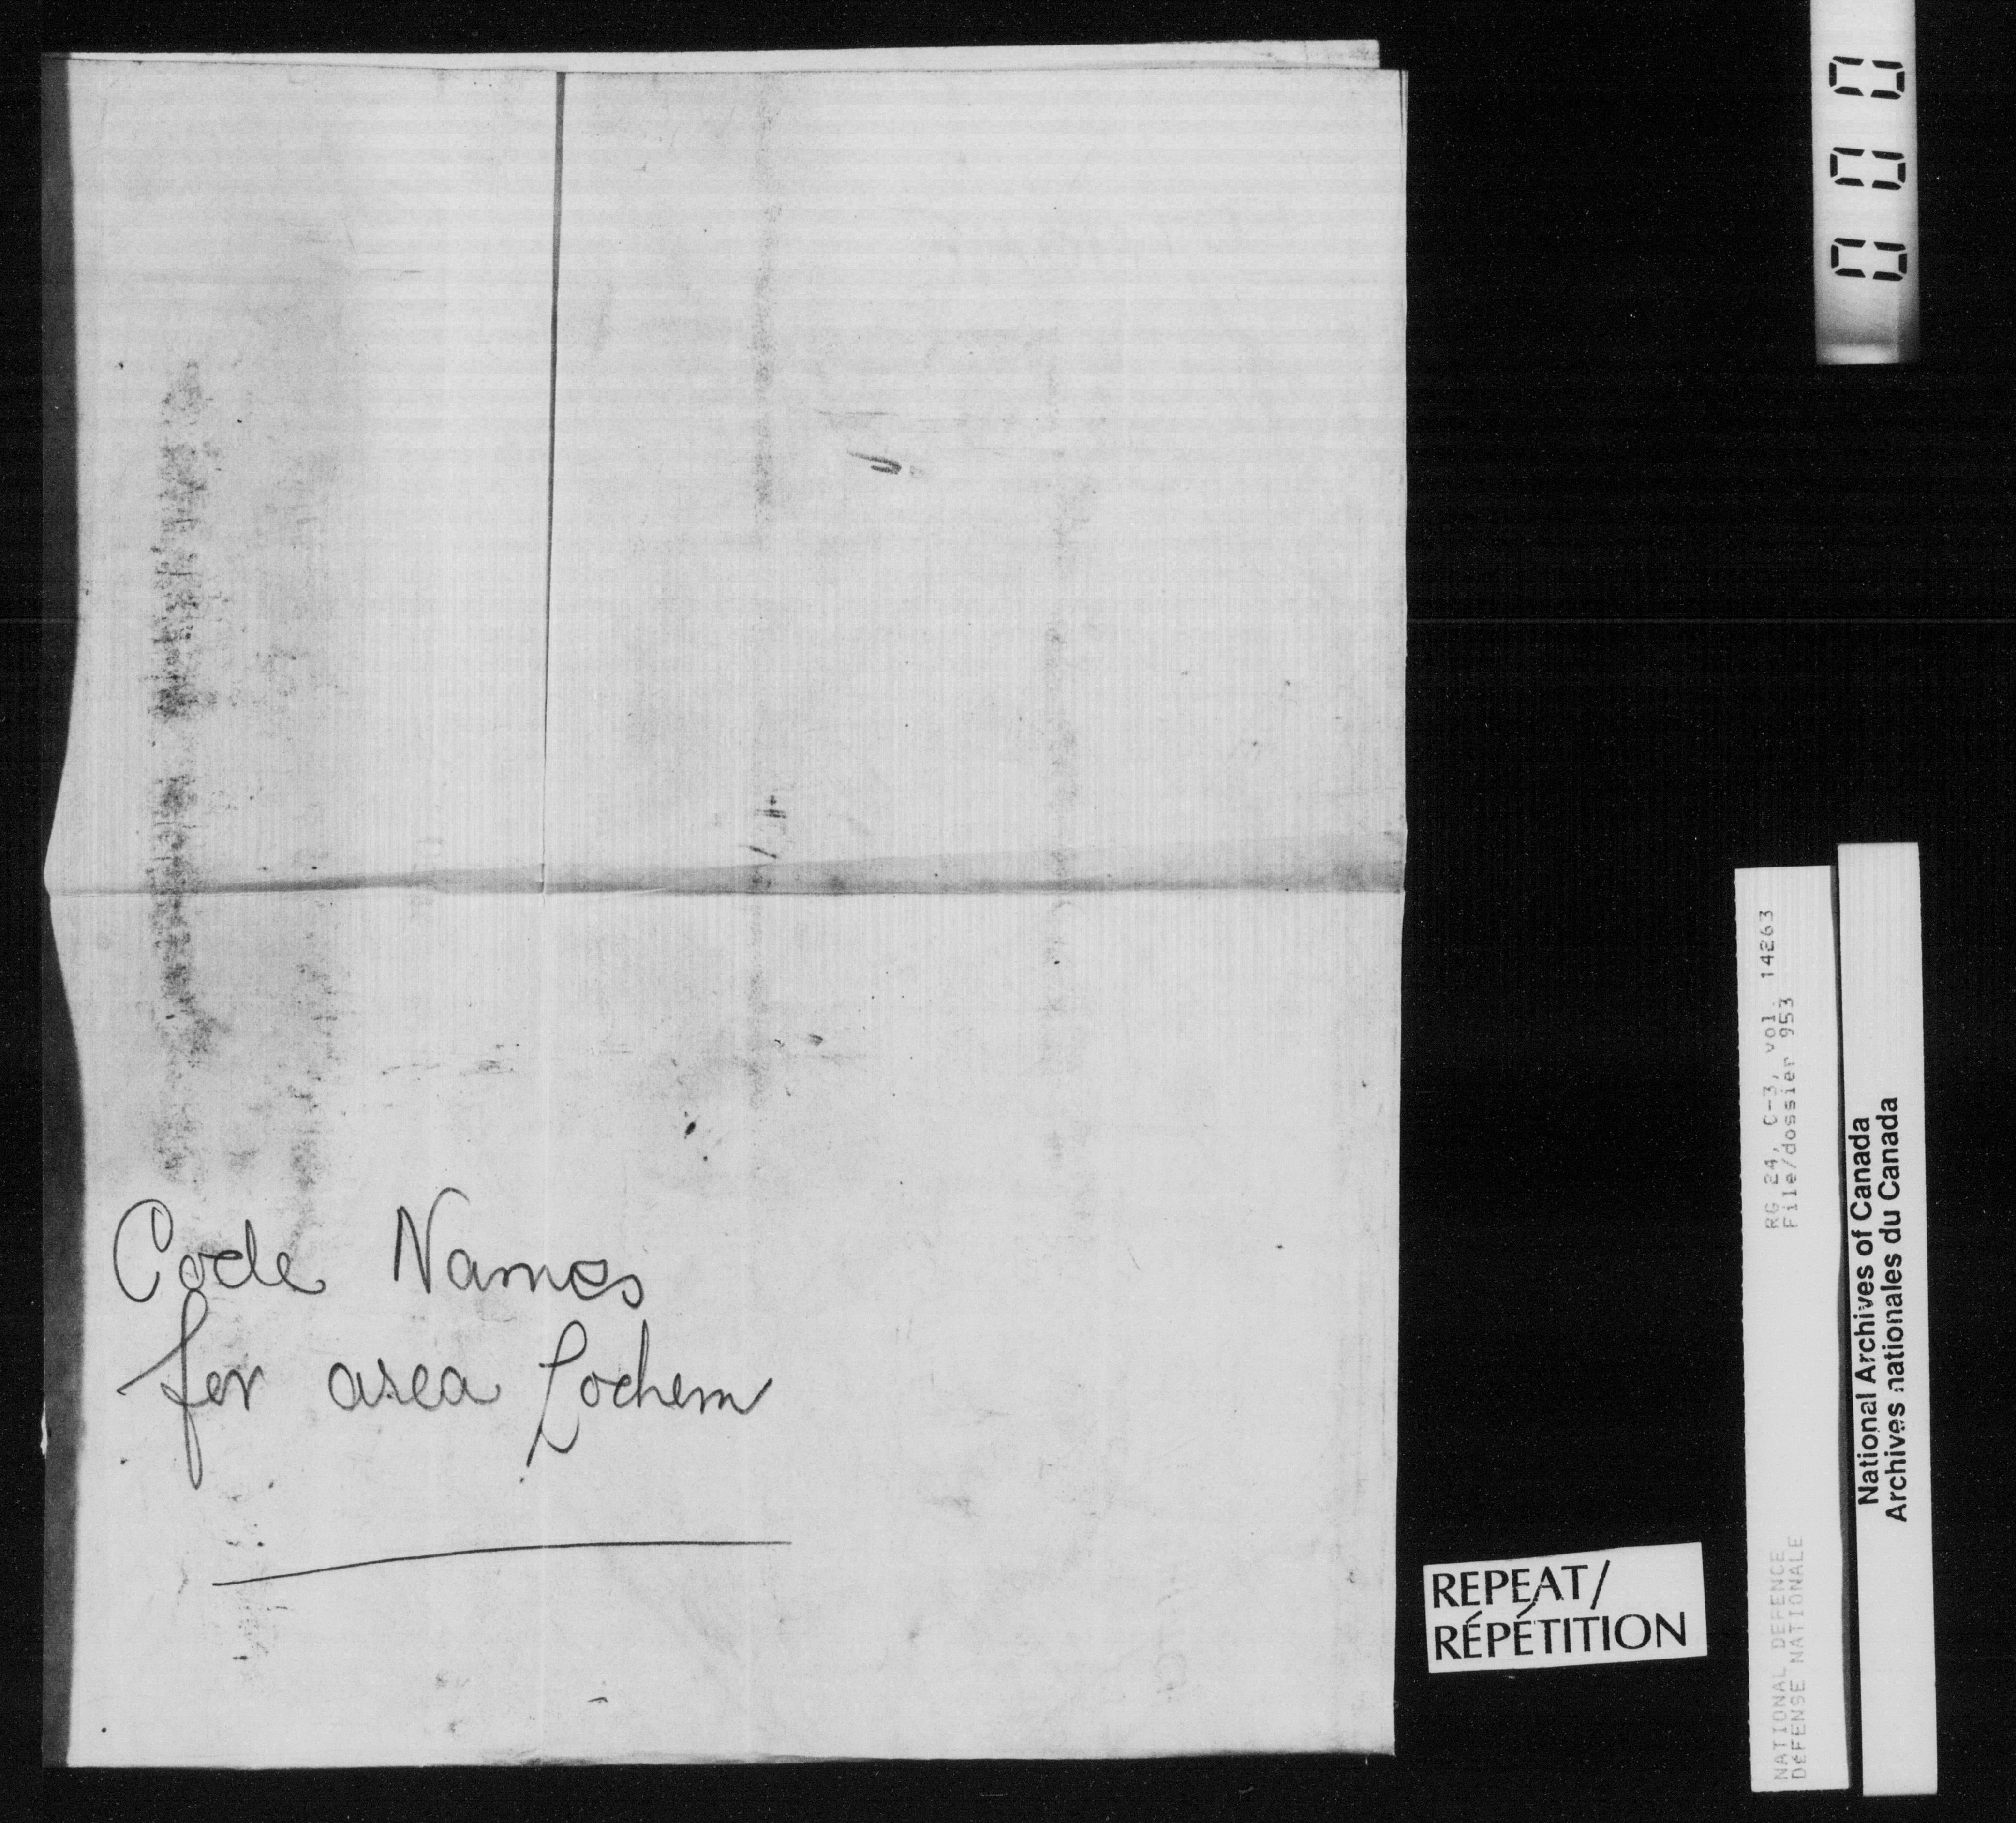 Code Names
for area Lochem
REPEAT/
RÉPÉTITION
RG 24, C-3, vol. 14263
File/dossier 953
NATIONAL DEFENCE
DéFENSE NATIONALE
National Archives of Canada
Archives nationales du Canada
000